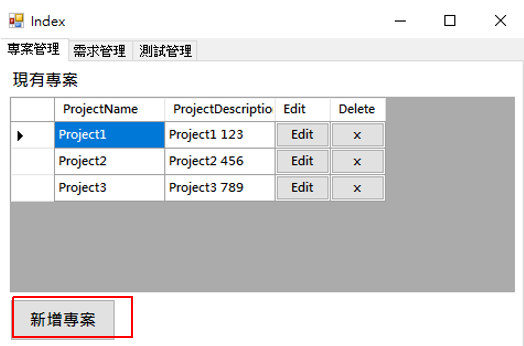 Index
專案管理 需求管理 測試管理
現有專案
ProjectName ProjectDescriptio Edit Delete
Project1 Project1 123 Edit x
Project2 Project2 456 Edit x
Project3 Project3 789 Edit x
新增專案